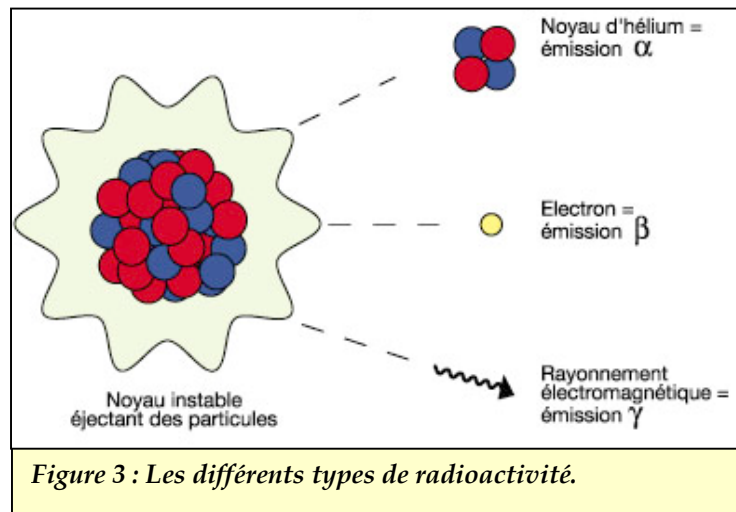 Noyau d'hélium =
émission α
Electron =
émission β
Rayonnement
électromagnétique =
émission γ
Noyau instable
éjectant des particules
Figure 3 : Les différents types de radioactivité.